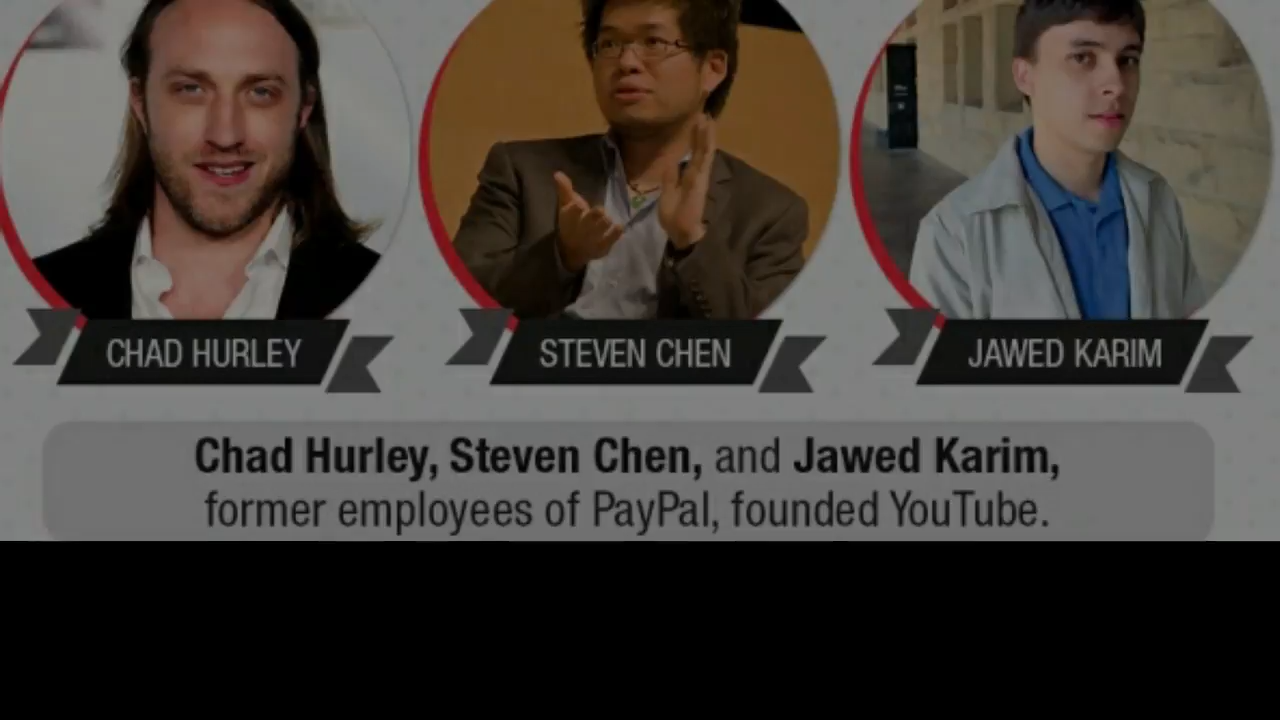 CHAD HURLEY
STEVEN CHEN
JAWED KARIM
Chad Hurley, Steven Chen, and Jawed Karim,
former employees of PayPal, founded YouTube.